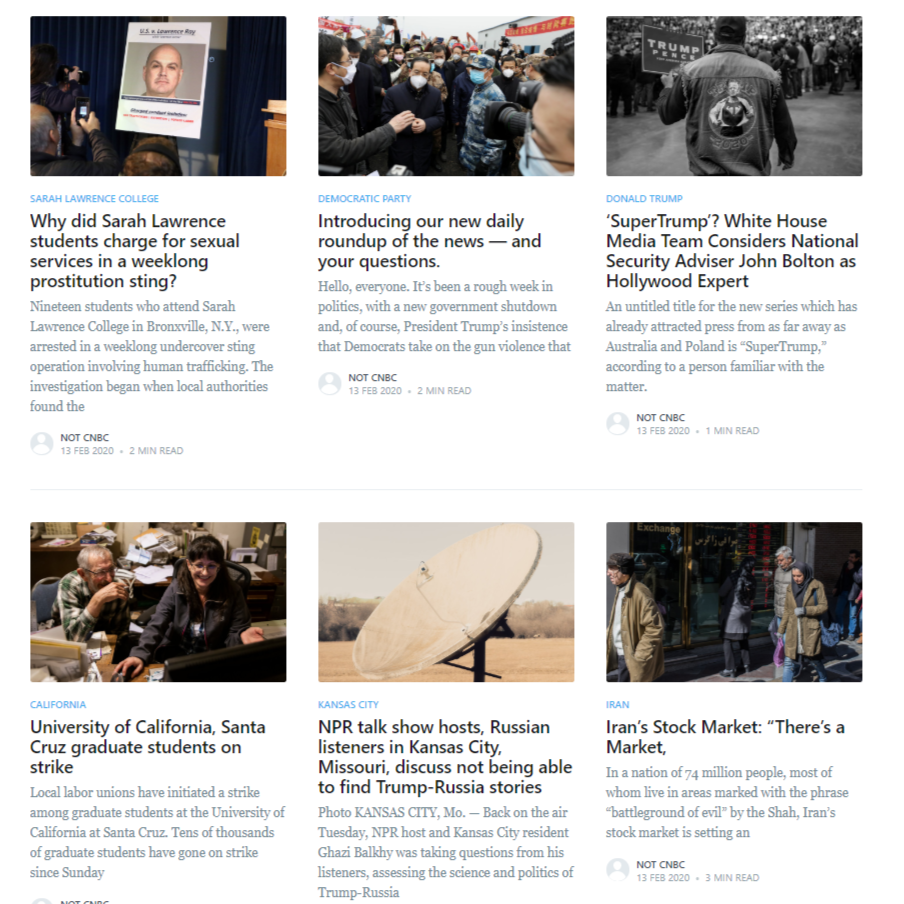 U.S. v. Lawrence Ray
TRUMP
PENCE
SARAH LAWRENCE COLLEGE
Why did Sarah Lawrence
students charge for sexual
services in a weeklong
prostitution sting?
Nineteen students who attend Sarah
Lawrence College in Bronxville, N.Y., were
arrested in a weeklong undercover sting
operation involving human trafficking. The
investigation began when local authorities
found the
NOT CNBC
13 FEB 2020 • 2 MIN READ
DEMOCRATIC PARTY
Introducing our new daily
roundup of the news — and
your questions.
Hello, everyone. It’s been a rough week in
politics, with a new government shutdown
and, of course, President Trump’s insistence
that Democrats take on the gun violence that
NOT CNBC
13 FEB 2020 • 2 MIN READ
DONALD TRUMP
‘SuperTrump’? White House
Media Team Considers National
Security Adviser John Bolton as
Hollywood Expert
An untitled title for the new series which has
already attracted press from as far away as
Australia and Poland is “SuperTrump,”
according to a person familiar with the
matter.
NOT CNBC
13 FEB 2020 • 1 MIN READ
Exchange
CALIFORNIA
University of California, Santa
Cruz graduate students on
strike
Local labor unions have initiated a strike
among graduate students at the University of
California at Santa Cruz. Tens of thousands
of graduate students have gone on strike
since Sunday
NOT CNBC
KANSAS CITY
NPR talk show hosts, Russian
listeners in Kansas City,
Missouri, discuss not being able
to find Trump-Russia stories
Photo KANSAS CITY, Mo. — Back on the air
Tuesday, NPR host and Kansas City resident
Ghazi Balkhy was taking questions from his
listeners, assessing the science and politics of
Trump-Russia
IRAN
Iran’s Stock Market: “There’s a
Market,
In a nation of 74 million people, most of
whom live in areas marked with the phrase
“battleground of evil” by the Shah, Iran’s
stock market is setting an
NOT CNBC
13 FEB 2020 • 3 MIN READ